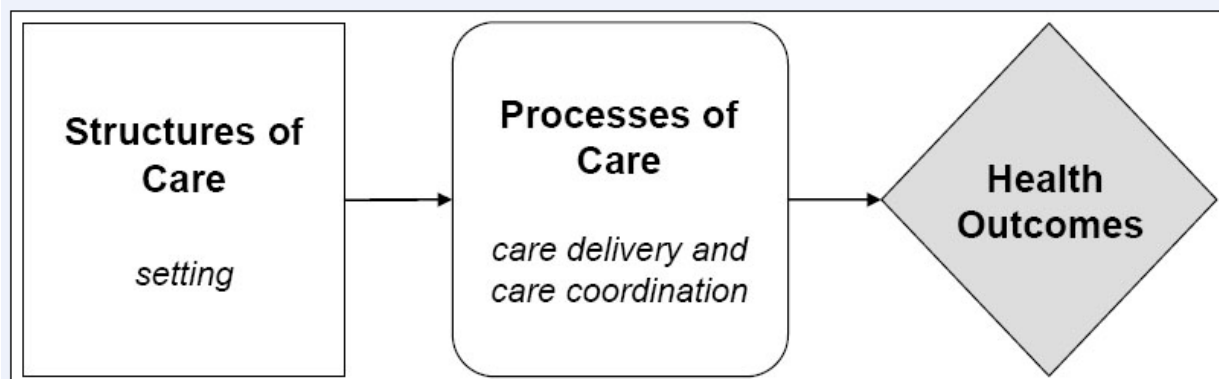 Structures of
Care
setting
Processes of
Care
care delivery and
care coordination
Health
Outcomes